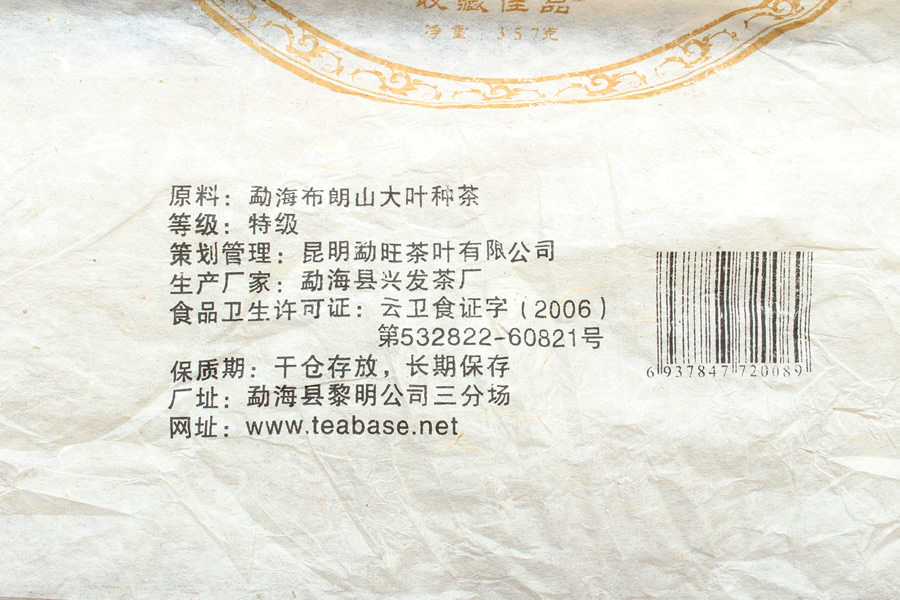 收藏佳品
净重：357克
原料：勐海布朗山大叶种茶
等级：特级
策划管理：昆明勐旺茶叶有限公司
生产厂家：勐海县兴发茶厂
食品卫生许可证：云卫食证字（2006）
第532822-60821号
保质期：干仓存放，长期保存
厂址：勐海县黎明公司三分场
网址：www.teabase.net
6 937847 720089